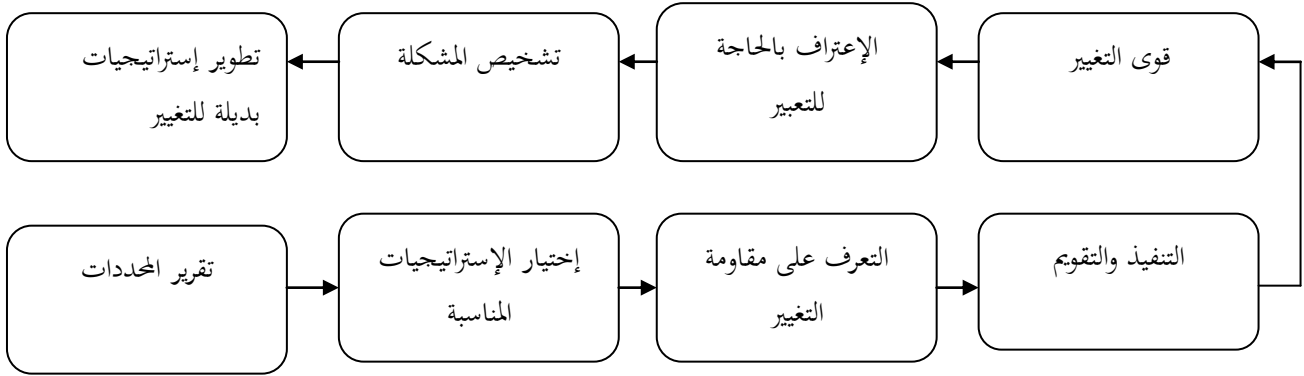 قوى التغيير
الإعتراف بالحاجة
للتعبير
تشخيص المشكلة
تطوير إستراتيجيات
بديلة للتغيير
تقرير المحددات
إختيار الإستراتيجيات
المناسبة
التعرف على مقاومة
التغيير
التنفيذ والتقويم